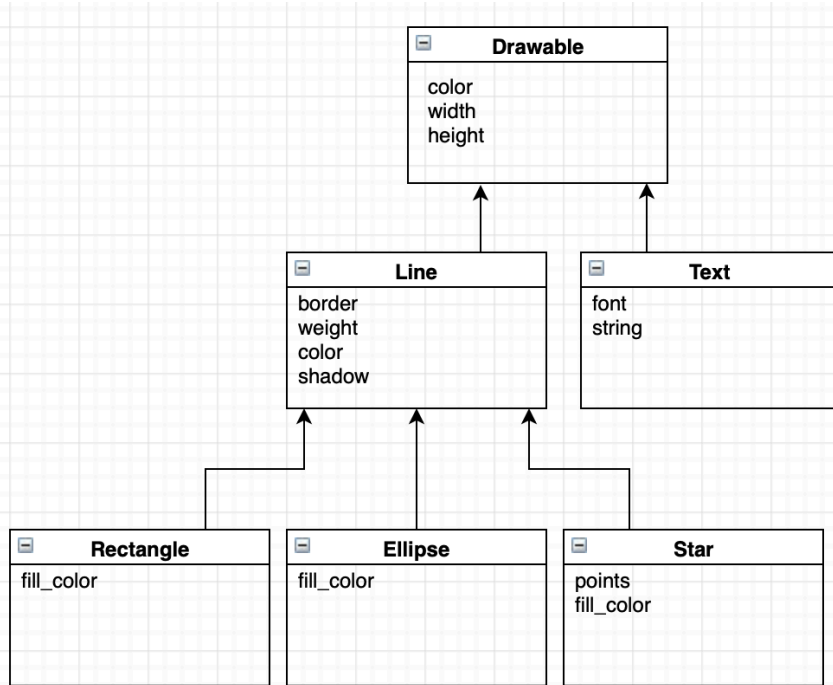 Drawable
color
width
height
Line
border
weight
color
shadow
Text
font
string
Rectangle
fill_color
Ellipse
fill_color
Star
points
fill_color